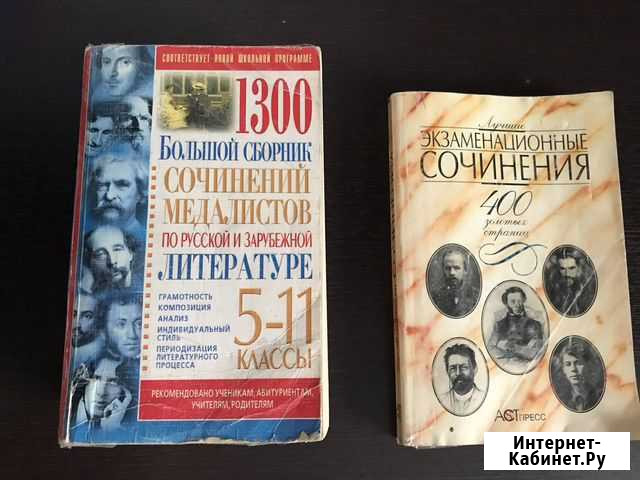 СООТВЕТСТВУЕТ НОВОЙ ШКОЛЬНОЙ ПРОГРАММЕ
1300
БОЛЬШОЙ СБОРНИК
СОЧИНЕНИЙ
МЕДАЛИСТОВ
ПО РУССКОЙ И ЗАРУБЕЖНОЙ
ЛИТЕРАТУРЕ
ГРАМОТНОСТЬ
КОМПОЗИЦИЯ
АНАЛИЗ
ИНДИВИДУАЛЬНЫЙ
СТИЛЬ
ПЕРИОДИЗАЦИЯ
ЛИТЕРАТУРНОГО
ПРОЦЕССА
5-11
КЛАССЫ
РЕКОМЕНДОВАНО УЧЕНИКАМ, АБИТУРИЕНТАМ,
УЧИТЕЛЯМ, РОДИТЕЛЯМ
Лучшие
ЭКЗАМЕНАЦИОННЫЕ
СОЧИНЕНИЯ
400
золотых
страниц
АСТ ПРЕСС
Интернет-
Кабинет.Ру